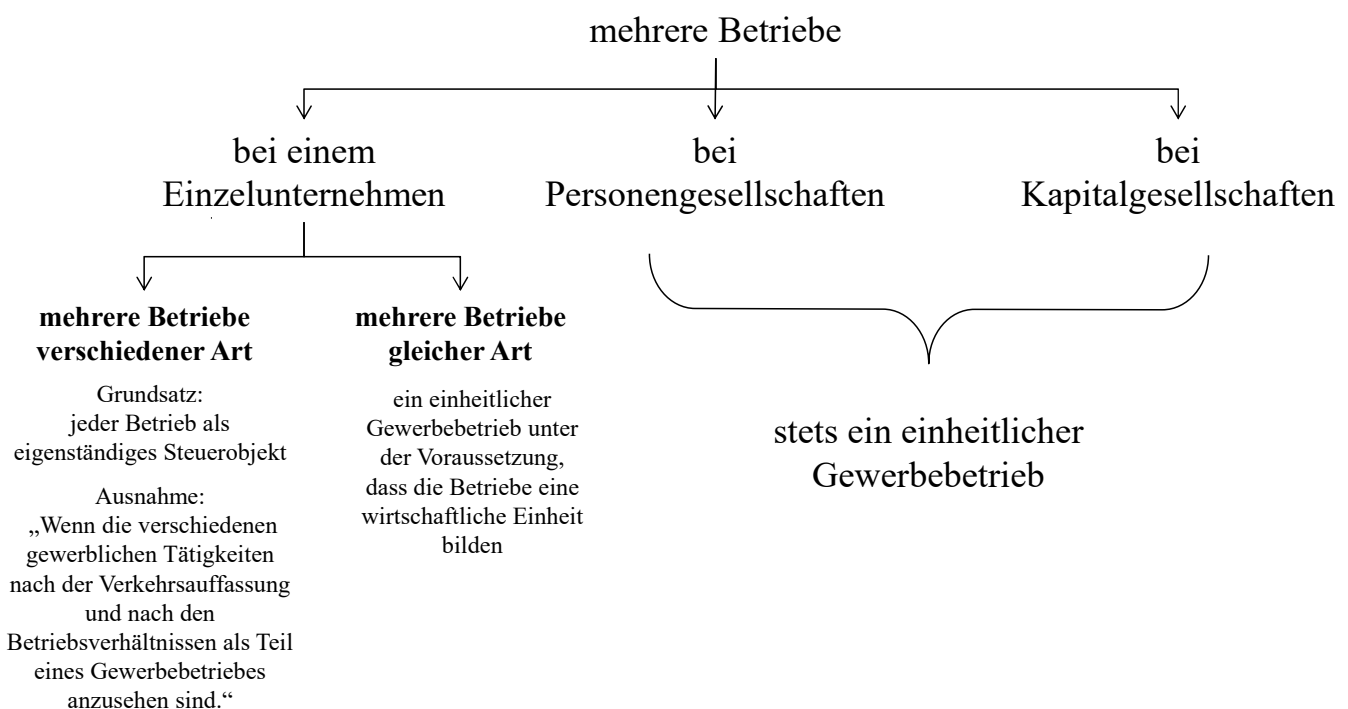 mehrere Betriebe
bei einem
Einzelunternehmen
bei
Personengesellschaften
bei
Kapitalgesellschaften
mehrere Betriebe
verschiedener Art
Grundsatz:
jeder Betrieb als
eigenständiges Steuerobjekt
Ausnahme:
„Wenn die verschiedenen
gewerblichen Tätigkeiten
nach der Verkehrsauffassung
und nach den
Betriebsverhältnissen als Teil
eines Gewerbebetriebes
anzusehen sind.“
mehrere Betriebe
gleicher Art
ein einheitlicher
Gewerbebetrieb unter
der Voraussetzung,
dass die Betriebe eine
wirtschaftliche Einheit
bilden
stets ein einheitlicher
Gewerbebetrieb